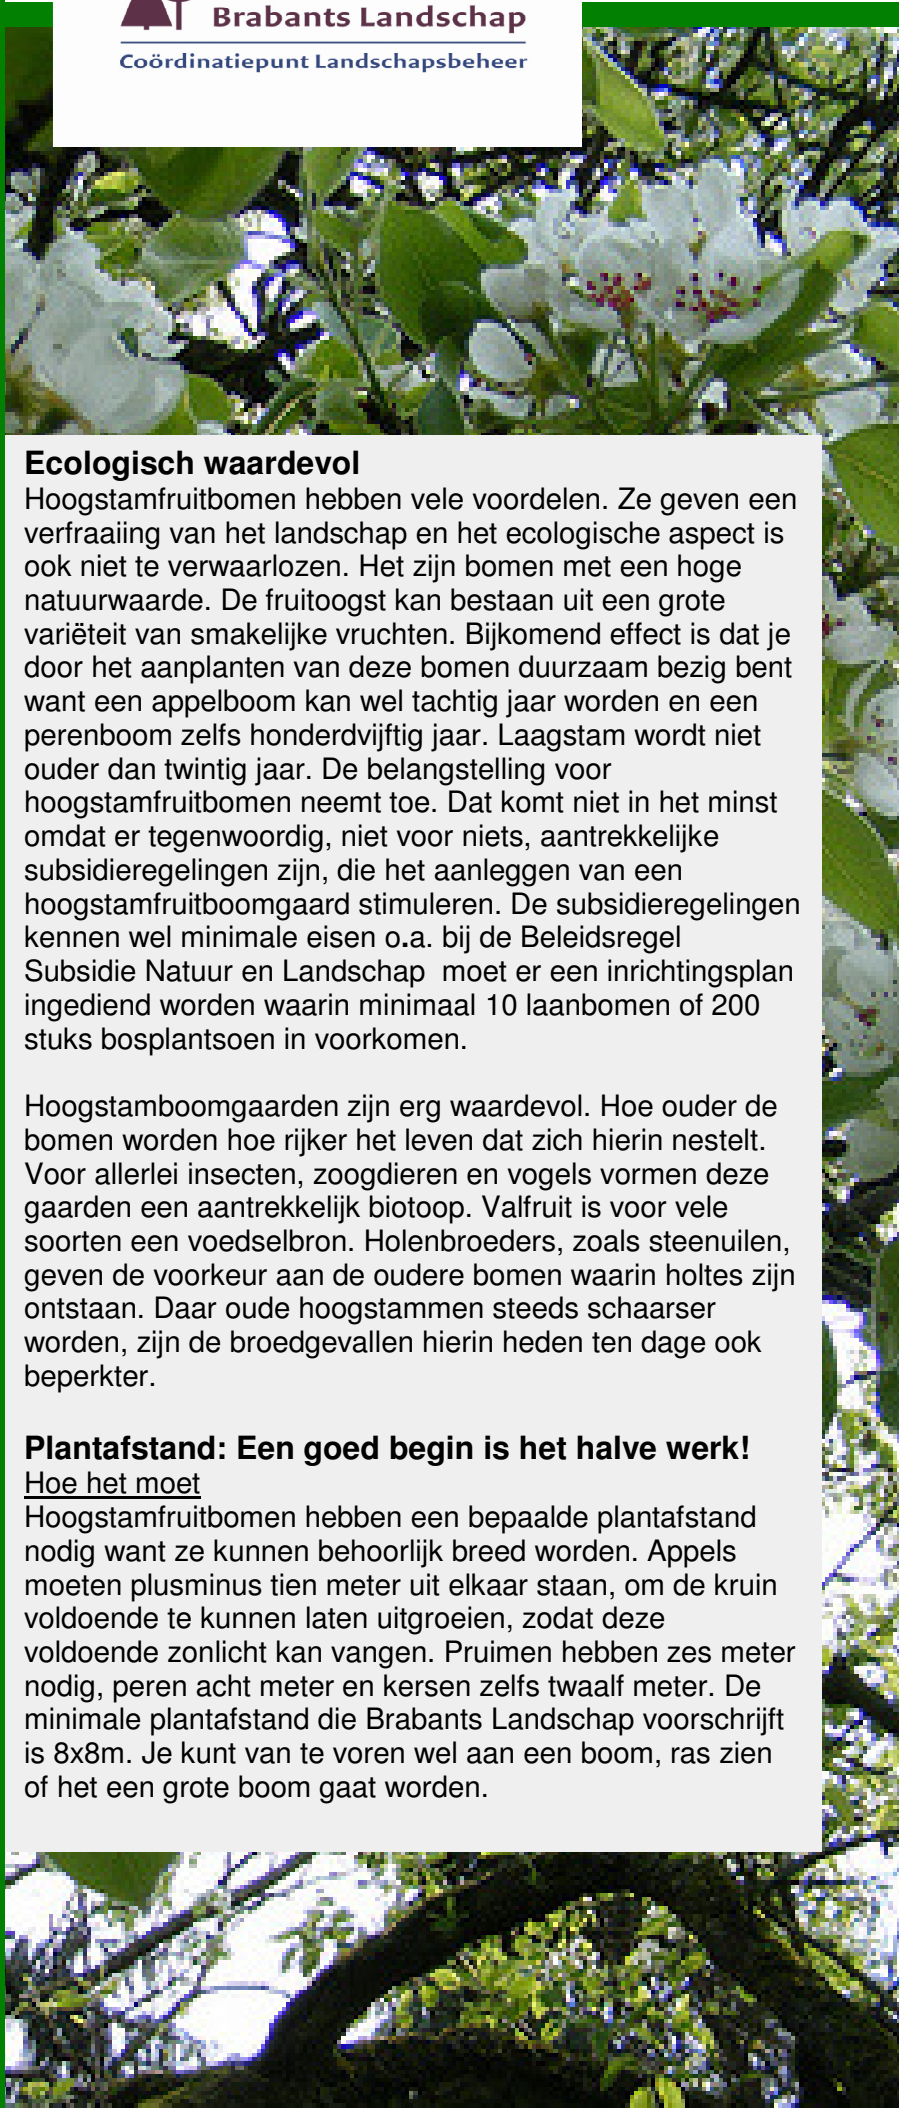 Brabants Landschap
Coördinatiepunt Landschapsbeheer
Ecologisch waardevol
Hoogstamfruitbomen hebben vele voordelen. Ze geven een
verfraaiing van het landschap en het ecologische aspect is
ook niet te verwaarlozen. Het zijn bomen met een hoge
natuurwaarde. De fruitoogst kan bestaan uit een grote
variëteit van smakelijke vruchten. Bijkomend effect is dat je
door het aanplanten van deze bomen duurzaam bezig bent
want een appelboom kan wel tachtig jaar worden en een
perenboom zelfs honderdvijftig jaar. Laagstam wordt niet
ouder dan twintig jaar. De belangstelling voor
hoogstamfruitbomen neemt toe. Dat komt niet in het minst
omdat er tegenwoordig, niet voor niets, aantrekkelijke
subsidieregelingen zijn, die het aanleggen van een
hoogstamfruitboomgaard stimuleren. De subsidieregelingen
kennen wel minimale eisen o.a. bij de Beleidsregel
Subsidie Natuur en Landschap  moet er een inrichtingsplan
ingediend worden waarin minimaal 10 laanbomen of 200
stuks bosplantsoen in voorkomen.
Hoogstamboomgaarden zijn erg waardevol. Hoe ouder de
bomen worden hoe rijker het leven dat zich hierin nestelt.
Voor allerlei insecten, zoogdieren en vogels vormen deze
gaarden een aantrekkelijk biotoop. Valfruit is voor vele
soorten een voedselbron. Holenbroeders, zoals steenuilen,
geven de voorkeur aan de oudere bomen waarin holtes zijn
ontstaan. Daar oude hoogstammen steeds schaarser
worden, zijn de broedgevallen hierin heden ten dage ook
beperkter.
Plantafstand: Een goed begin is het halve werk!
Hoe het moet
Hoogstamfruitbomen hebben een bepaalde plantafstand
nodig want ze kunnen behoorlijk breed worden. Appels
moeten plusminus tien meter uit elkaar staan, om de kruin
voldoende te kunnen laten uitgroeien, zodat deze
voldoende zonlicht kan vangen. Pruimen hebben zes meter
nodig, peren acht meter en kersen zelfs twaalf meter. De
minimale plantafstand die Brabants Landschap voorschrijft
is 8x8m. Je kunt van te voren wel aan een boom, ras zien
of het een grote boom gaat worden.